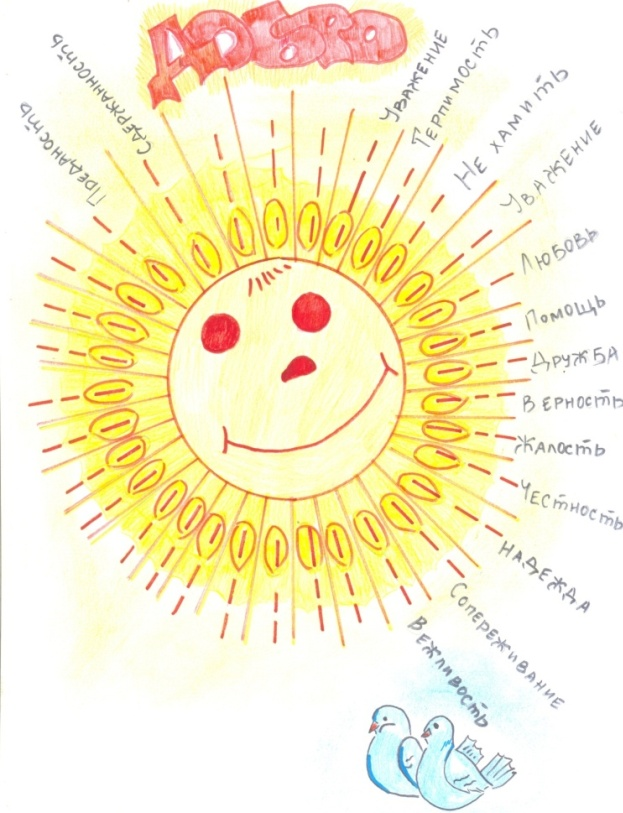 ДОБРО
Преданность
Сдержанность
Уважение
Терпимость
Не хамить
Уважение
Любовь
Помощь
Дружба
Верность
Жалость
Честность
Надежда
Сопереживание
Вежливость